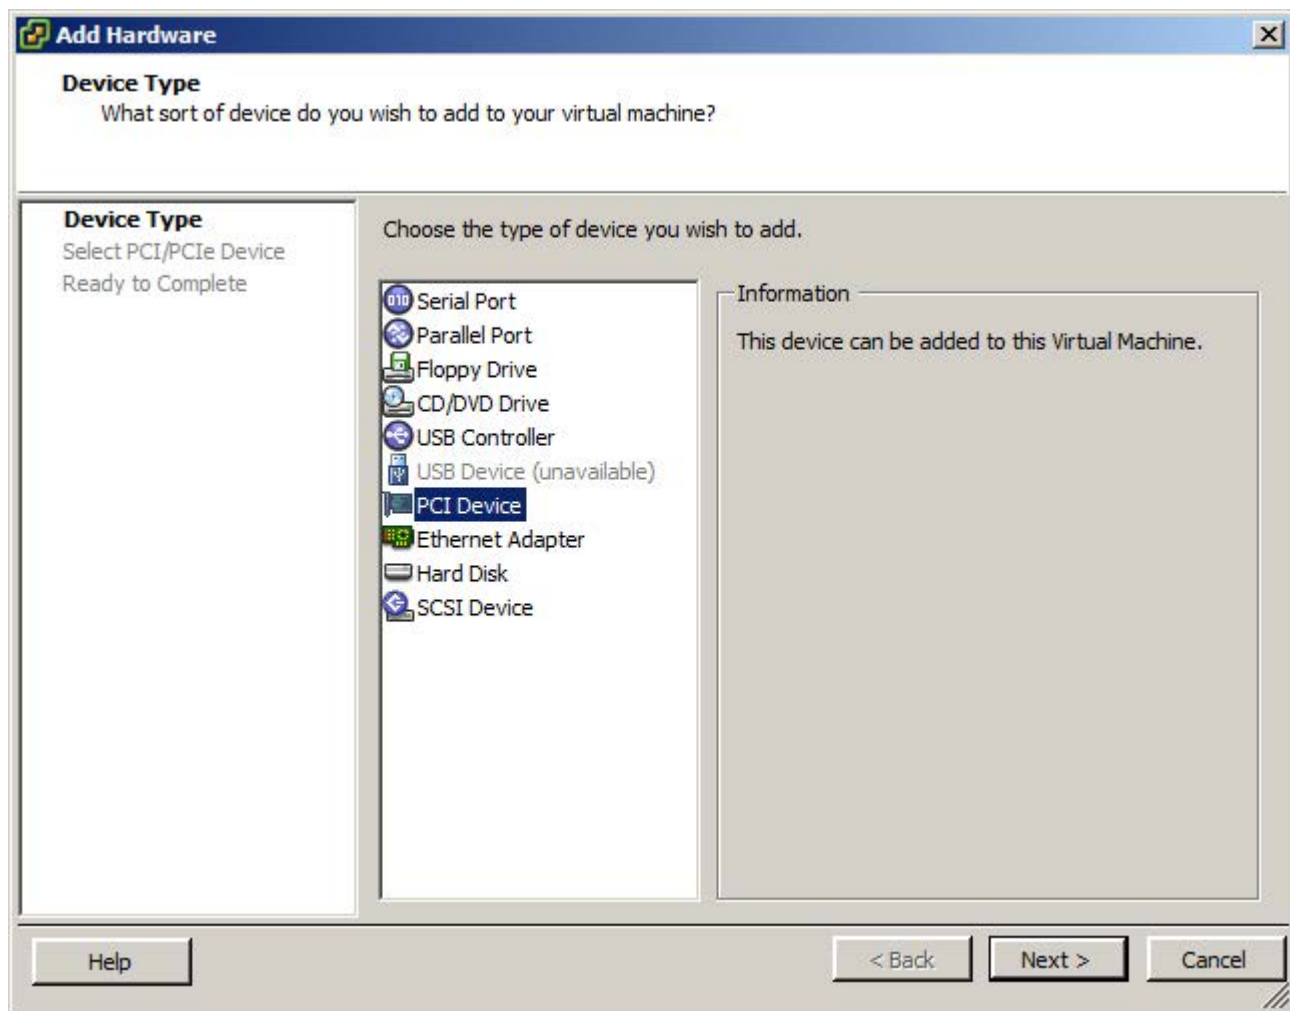 Add Hardware
Device Type
What sort of device do you wish to add to your virtual machine?
Device Type
Select PCI/PCIe Device
Ready to Complete
Choose the type of device you wish to add.
Serial Port
Parallel Port
Floppy Drive
CD/DVD Drive
USB Controller
USB Device (unavailable)
PCI Device
Ethernet Adapter
Hard Disk
SCSI Device
Information
This device can be added to this Virtual Machine.
Help
< Back
Next >
Cancel